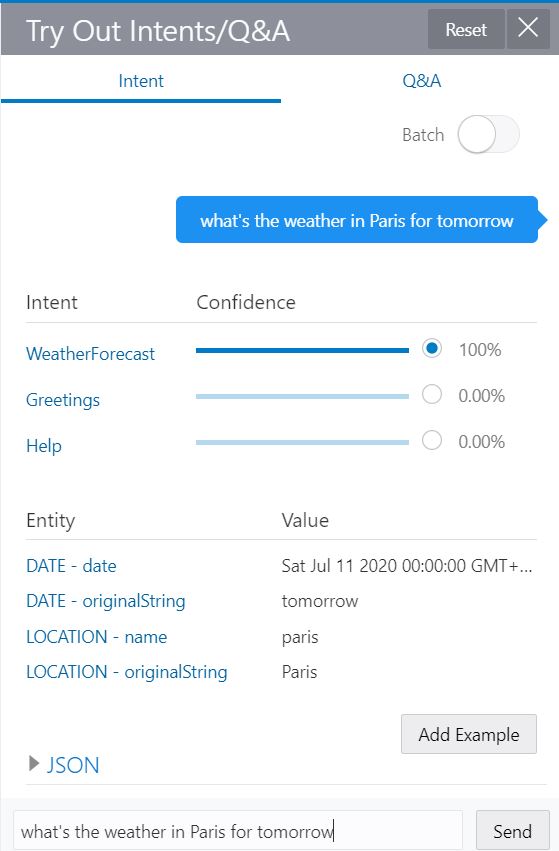 Try Out Intents/Q&A Reset
Intent Q&A
Batch
what's the weather in Paris for tomorrow
Intent Confidence
WeatherForecast 100%
Greetings 0.00%
Help 0.00%
Entity Value
DATE - date Sat Jul 11 2020 00:00:00 GMT+...
DATE - originalString tomorrow
LOCATION - name paris
LOCATION - originalString Paris
Add Example
JSON
what's the weather in Paris for tomorrow Send